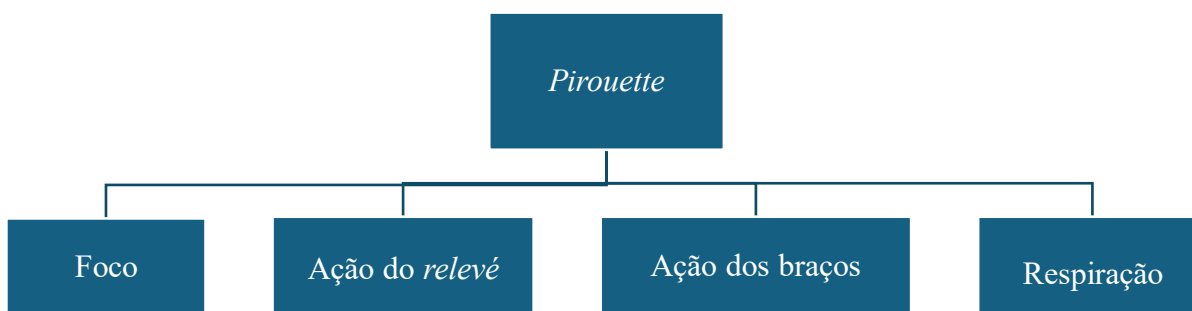 Pirouette
Foco
Ação do relevé
Ação dos braços
Respiração